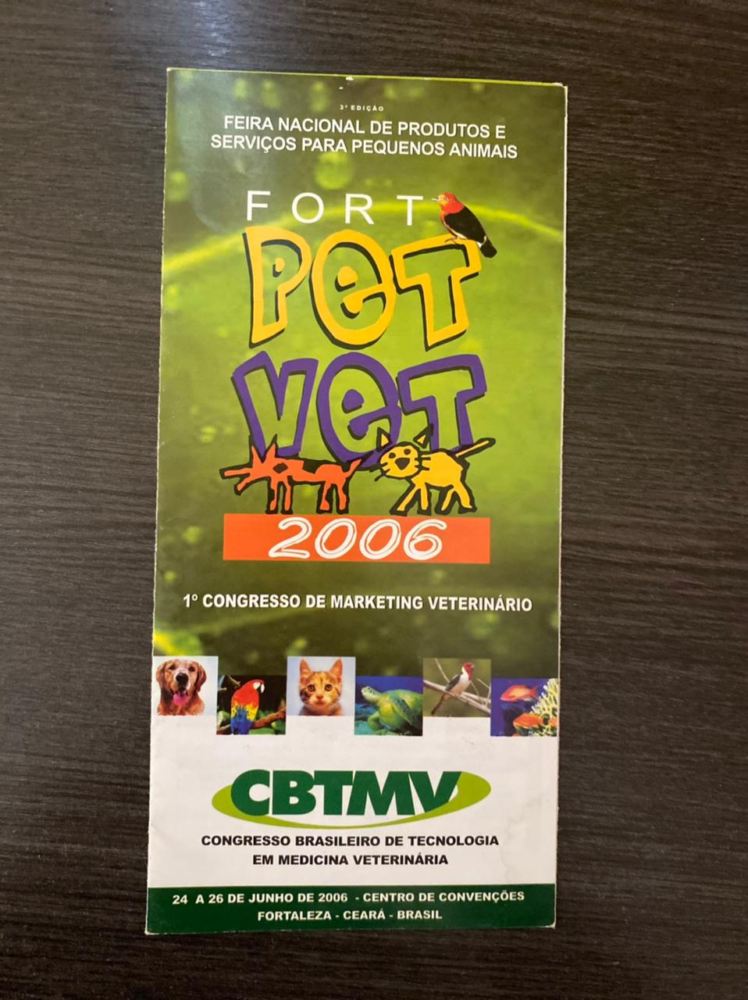 3ª EDIÇÃO
FEIRA NACIONAL DE PRODUTOS E
SERVIÇOS PARA PEQUENOS ANIMAIS
FORT
PeT
VeT
2006
1º CONGRESSO DE MARKETING VETERINÁRIO
CBTMV
CONGRESSO BRASILEIRO DE TECNOLOGIA
EM MEDICINA VETERINÁRIA
24 A 26 DE JUNHO DE 2006 - CENTRO DE CONVENÇÕES
FORTALEZA - CEARÁ - BRASIL